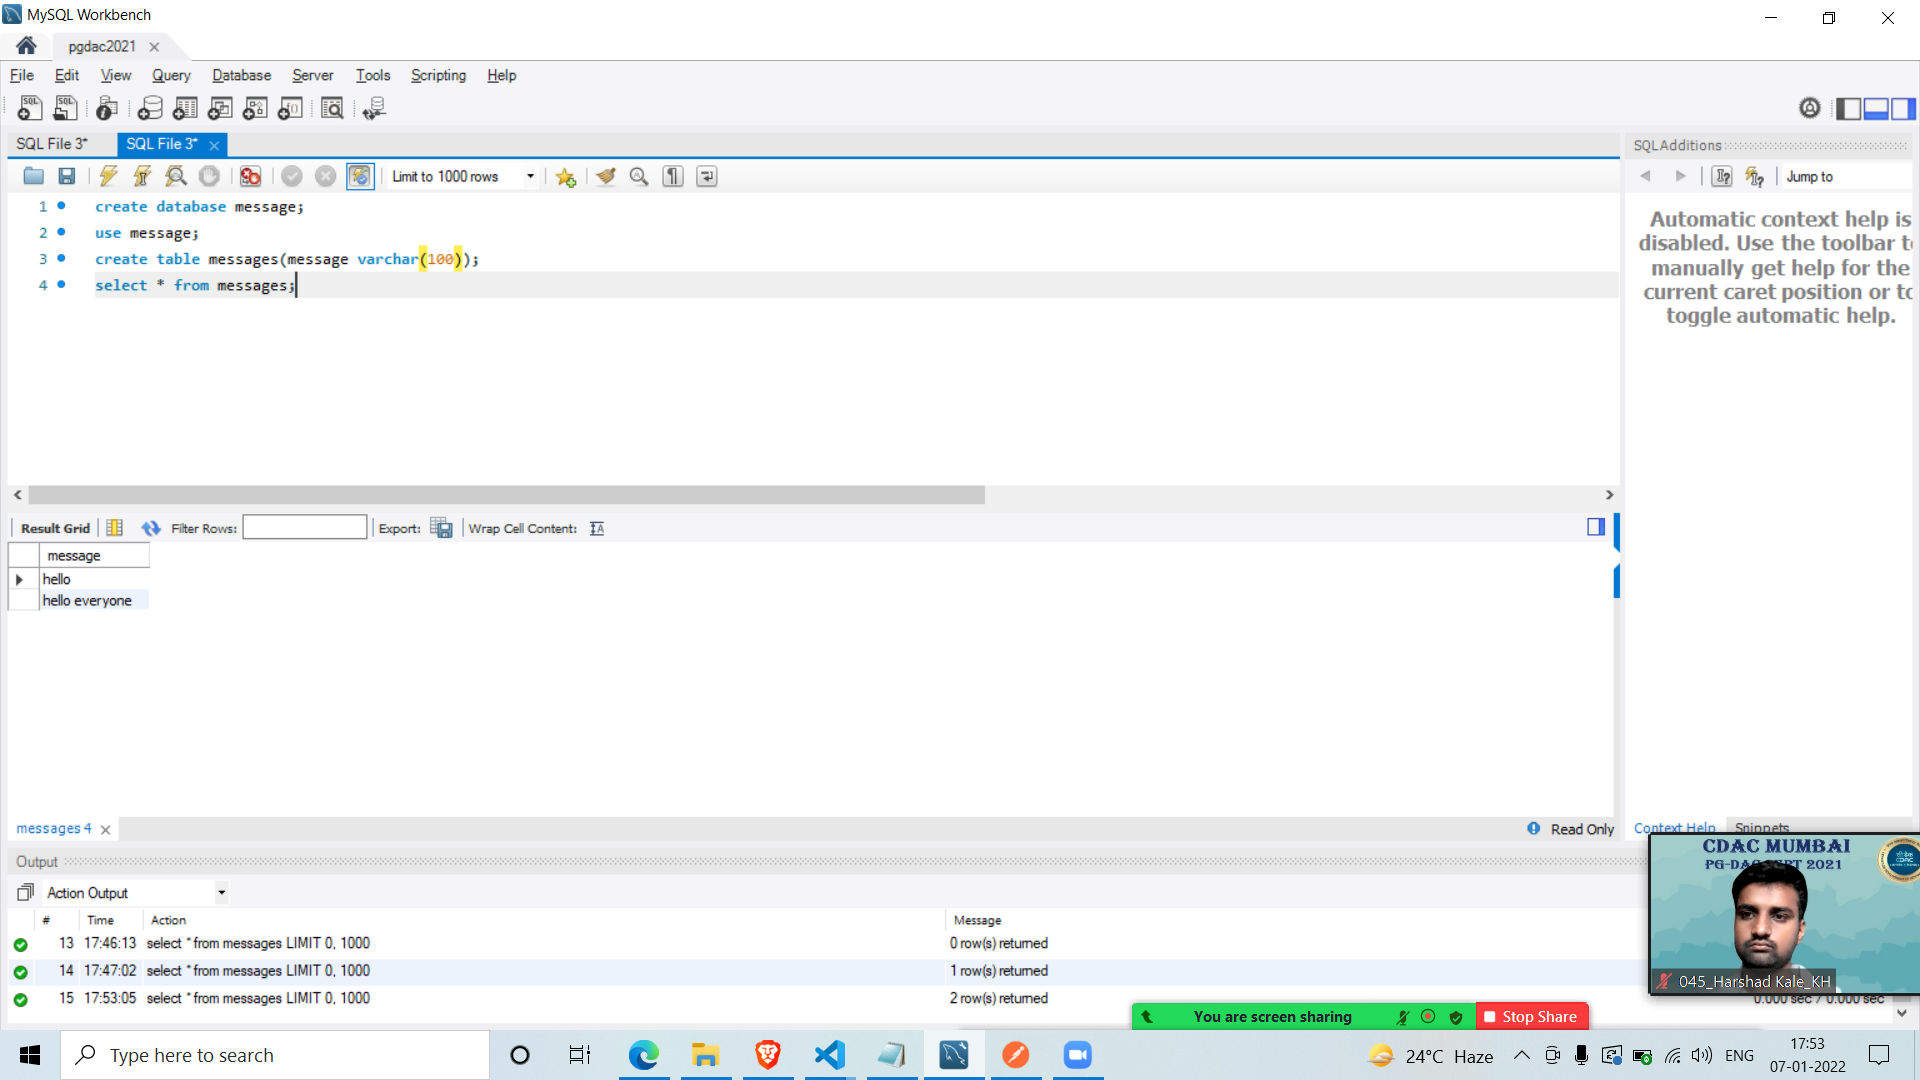 MySQL Workbench
pgdac2021
File Edit View Query Database Server Tools Scripting Help
SQL File 3* SQL File 3*
SQLAdditions
Limit to 1000 rows
Jump to
1 create database message;
2 use message;
3 create table messages(message varchar(100));
4 select * from messages;
Automatic context help is
disabled. Use the toolbar to
manually get help for the
current caret position or to
toggle automatic help.
Result Grid Filter Rows: Export: Wrap Cell Content:
message
hello
hello everyone
messages 4
Read Only
Context Help Snippets
Output
Action Output
# Time Action Message
13 17:46:13 select * from messages LIMIT 0, 1000 0 row(s) returned
14 17:47:02 select * from messages LIMIT 0, 1000 1 row(s) returned
15 17:53:05 select * from messages LIMIT 0, 1000 2 row(s) returned 0.000 sec / 0.000 sec
CDAC MUMBAI
2021
045_Harshad Kale_KH
You are screen sharing Stop Share
Type here to search
24°C Haze
ENG
17:53
07-01-2022